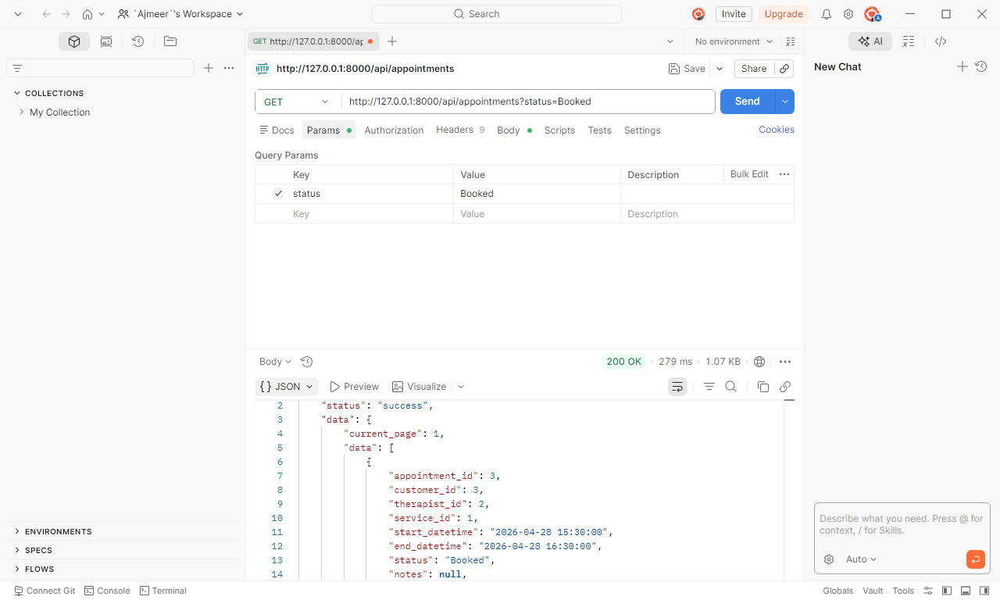 `Ajmeer`'s Workspace
Search
Invite
Upgrade
GET http://127.0.0.1:8000/ap
No environment
AI
HTTP http://127.0.0.1:8000/api/appointments
Save
Share
New Chat
COLLECTIONS
My Collection
GET
http://127.0.0.1:8000/api/appointments?status=Booked
Send
Docs Params Authorization Headers 9 Body Scripts Tests Settings Cookies
Query Params
Key Value Description Bulk Edit
status Booked
Key Value Description
Body 200 OK 279 ms 1.07 KB
{} JSON Preview Visualize
2 "status": "success",
3 "data": {
4 "current_page": 1,
5 "data": [
6 {
7 "appointment_id": 3,
8 "customer_id": 3,
9 "therapist_id": 2,
10 "service_id": 1,
11 "start_datetime": "2026-04-28 15:30:00",
12 "end_datetime": "2026-04-28 16:30:00",
13 "status": "Booked",
14 "notes": null,
ENVIRONMENTS
SPECS
FLOWS
Describe what you need. Press @ for
context, / for Skills.
Auto
Connect Git Console Terminal
Globals Vault Tools